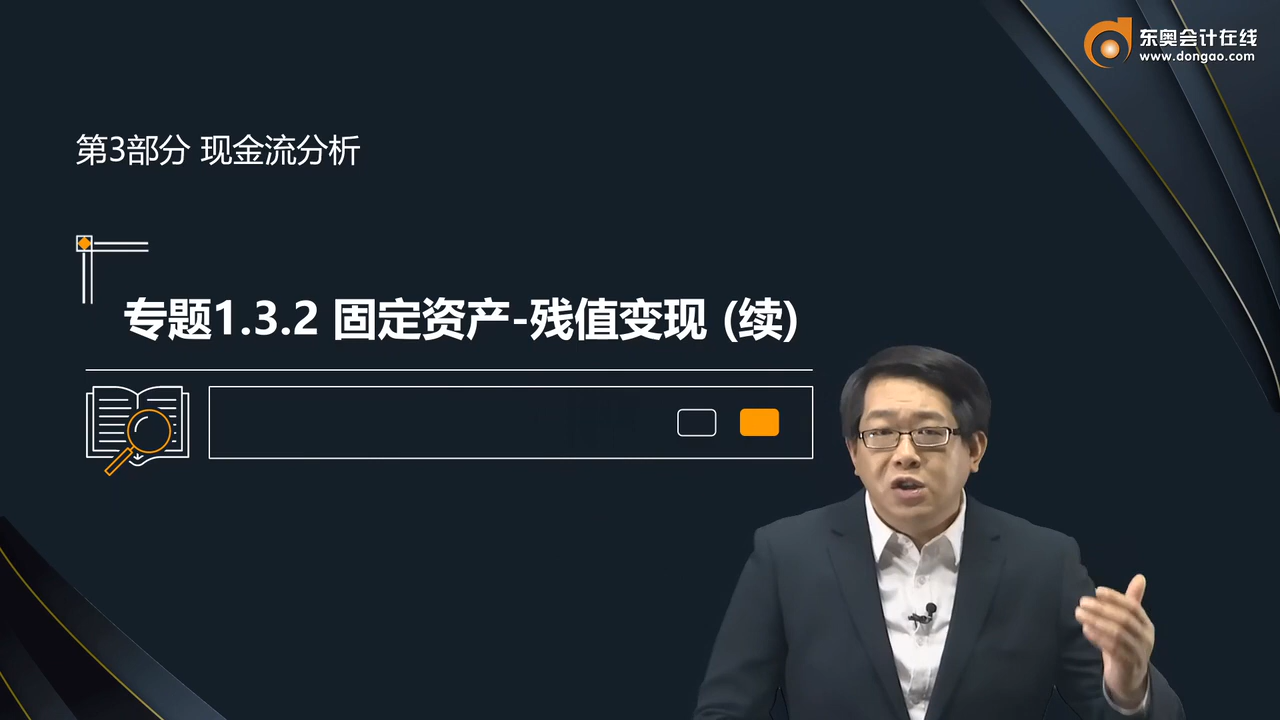 东奥会计在线
www.dongao.com
第3部分 现金流分析
专题1.3.2 固定资产-残值变现 (续)